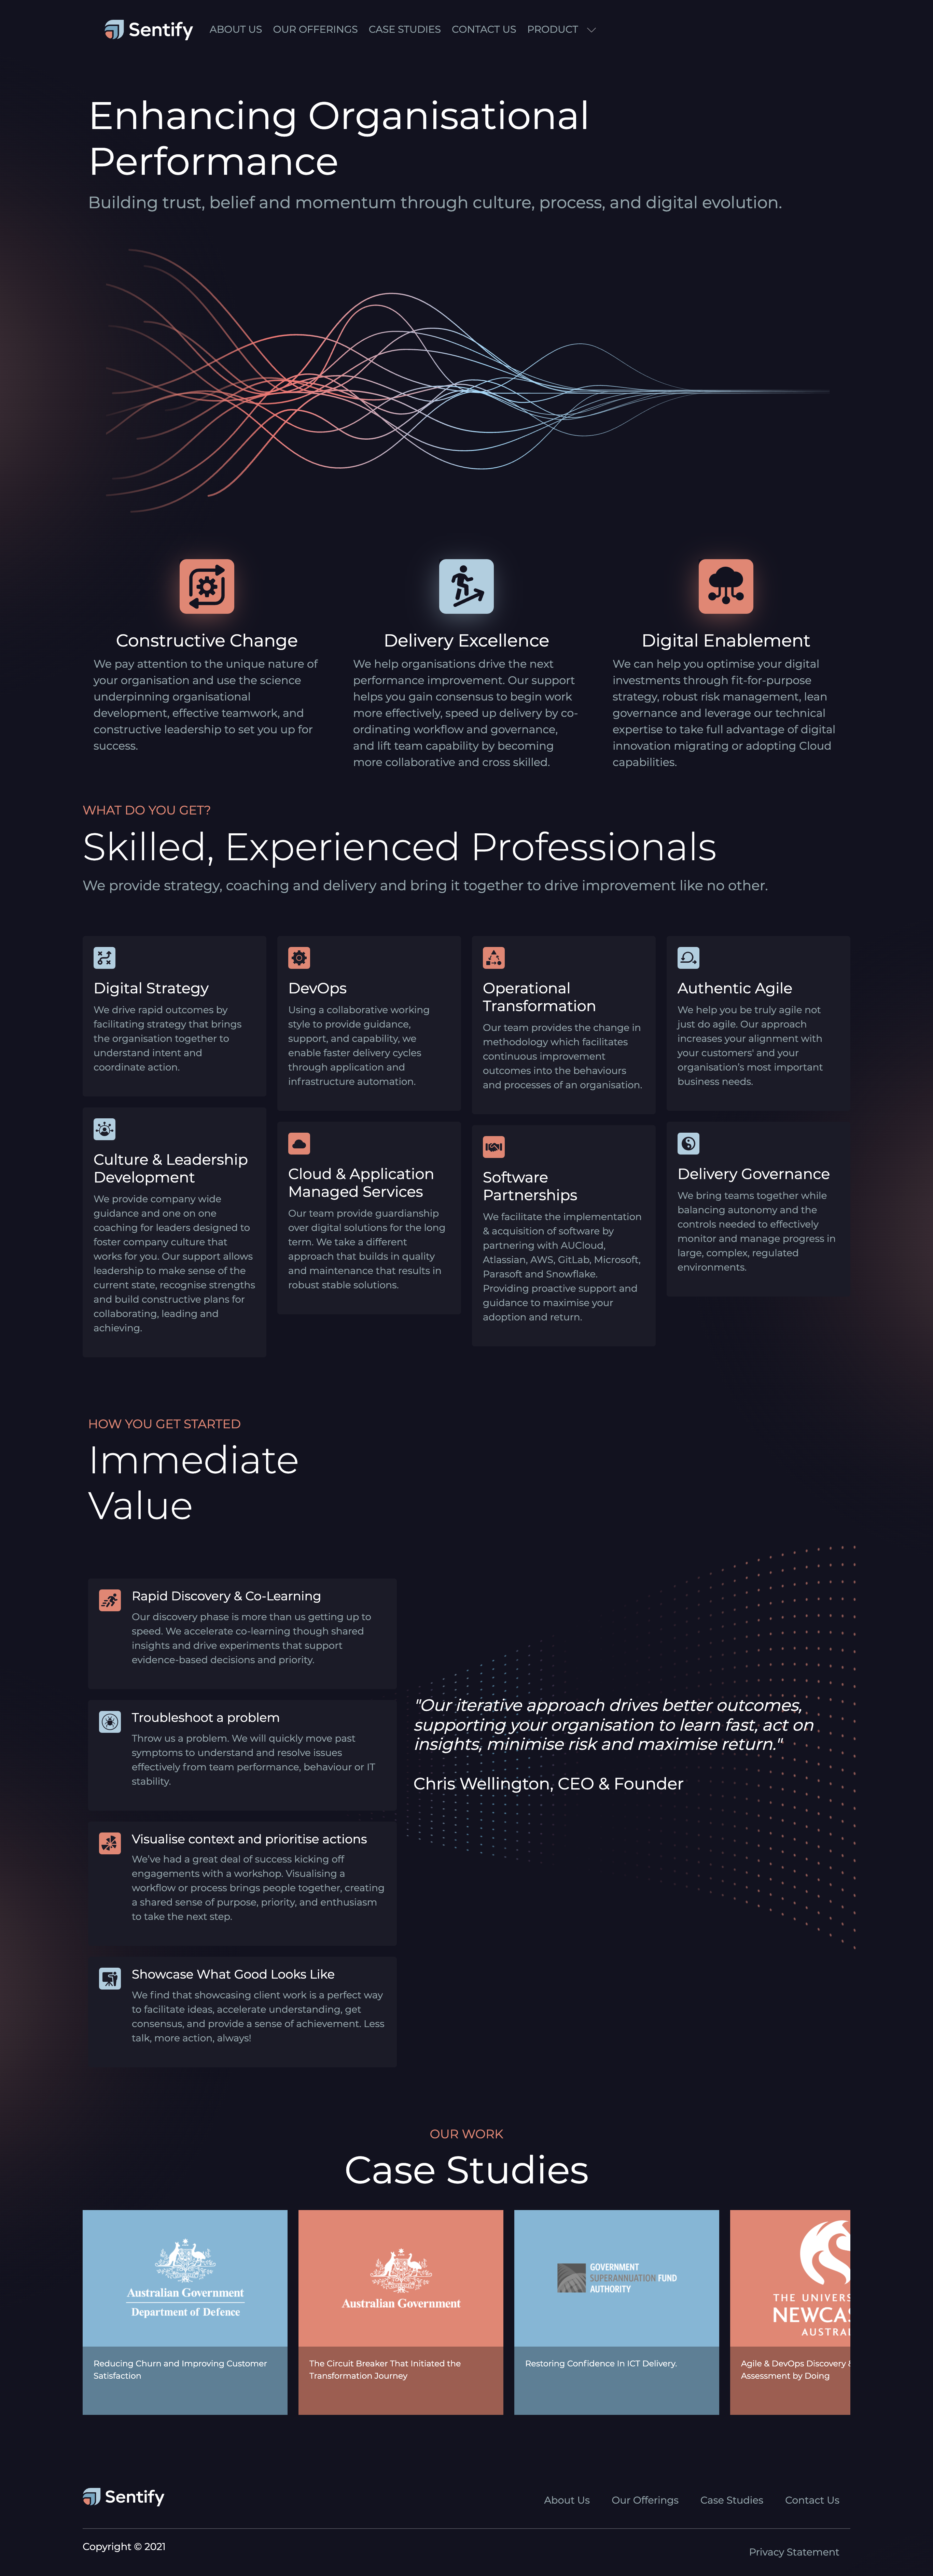 Sentify
ABOUT US
OUR OFFERINGS
CASE STUDIES
CONTACT US
PRODUCT
Enhancing Organisational
Performance
Building trust, belief and momentum through culture, process, and digital evolution.
Constructive Change
We pay attention to the unique nature of
your organisation and use the science
underpinning organisational
development, effective teamwork, and
constructive leadership to set you up for
success.
Delivery Excellence
We help organisations drive the next
performance improvement. Our support
helps you gain consensus to begin work
more effectively, speed up delivery by co-
ordinating workflow and governance,
and lift team capability by becoming
more collaborative and cross skilled.
Digital Enablement
We can help you optimise your digital
investments through fit-for-purpose
strategy, robust risk management, lean
governance and leverage our technical
expertise to take full advantage of digital
innovation migrating or adopting Cloud
capabilities.
WHAT DO YOU GET?
Skilled, Experienced Professionals
We provide strategy, coaching and delivery and bring it together to drive improvement like no other.
Digital Strategy
We drive rapid outcomes by
facilitating strategy that brings
the organisation together to
understand intent and
coordinate action.
DevOps
Using a collaborative working
style to provide guidance,
support, and capability, we
enable faster delivery cycles
through application and
infrastructure automation.
Operational
Transformation
Our team provides the change in
methodology which facilitates
continuous improvement
outcomes into the behaviours
and processes of an organisation.
Authentic Agile
We help you be truly agile not
just do agile. Our approach
increases your alignment with
your customers' and your
organisation's most important
business needs.
Culture & Leadership
Development
We provide company wide
guidance and one on one
coaching for leaders designed to
foster company culture that
works for you. Our support allows
leadership to make sense of the
current state, recognise strengths
and build constructive plans for
collaborating, leading and
achieving.
Cloud & Application
Managed Services
Our team provide guardianship
over digital solutions for the long
term. We take a different
approach that builds in quality
and maintenance that results in
robust stable solutions.
Software
Partnerships
We facilitate the implementation
& acquisition of software by
partnering with AUCloud,
Atlassian, AWS, GitLab, Microsoft,
Parasoft and Snowflake.
Providing proactive support and
guidance to maximise your
adoption and return.
Delivery Governance
We bring teams together while
balancing autonomy and the
controls needed to effectively
monitor and manage progress in
large, complex, regulated
environments.
HOW YOU GET STARTED
Immediate
Value
Rapid Discovery & Co-Learning
Our discovery phase is more than us getting up to
speed. We accelerate co-learning though shared
insights and drive experiments that support
evidence-based decisions and priority.
Troubleshoot a problem
Throw us a problem. We will quickly move past
symptoms to understand and resolve issues
effectively from team performance, behaviour or IT
stability.
Visualise context and prioritise actions
We've had a great deal of success kicking off
engagements with a workshop. Visualising a
workflow or process brings people together, creating
a shared sense of purpose, priority, and enthusiasm
to take the next step.
Showcase What Good Looks Like
We find that showcasing client work is a perfect way
to facilitate ideas, accelerate understanding, get
consensus, and provide a sense of achievement. Less
talk, more action, always!
"Our iterative approach drives better outcomes,
supporting your organisation to learn fast, act on
insights, minimise risk and maximise return."
Chris Wellington, CEO & Founder
OUR WORK
Case Studies
Australian Government
Department of Defence
Reducing Churn and Improving Customer
Satisfaction
Australian Government
The Circuit Breaker That Initiated the
Transformation Journey
GOVERNMENT
SUPERANNUATION FUND
AUTHORITY
Restoring Confidence In ICT Delivery.
THE UNIVERS
NEWCAS
AUSTRAL
Agile & DevOps Discovery &
Assessment by Doing
Sentify
About Us
Our Offerings
Case Studies
Contact Us
Copyright © 2021
Privacy Statement